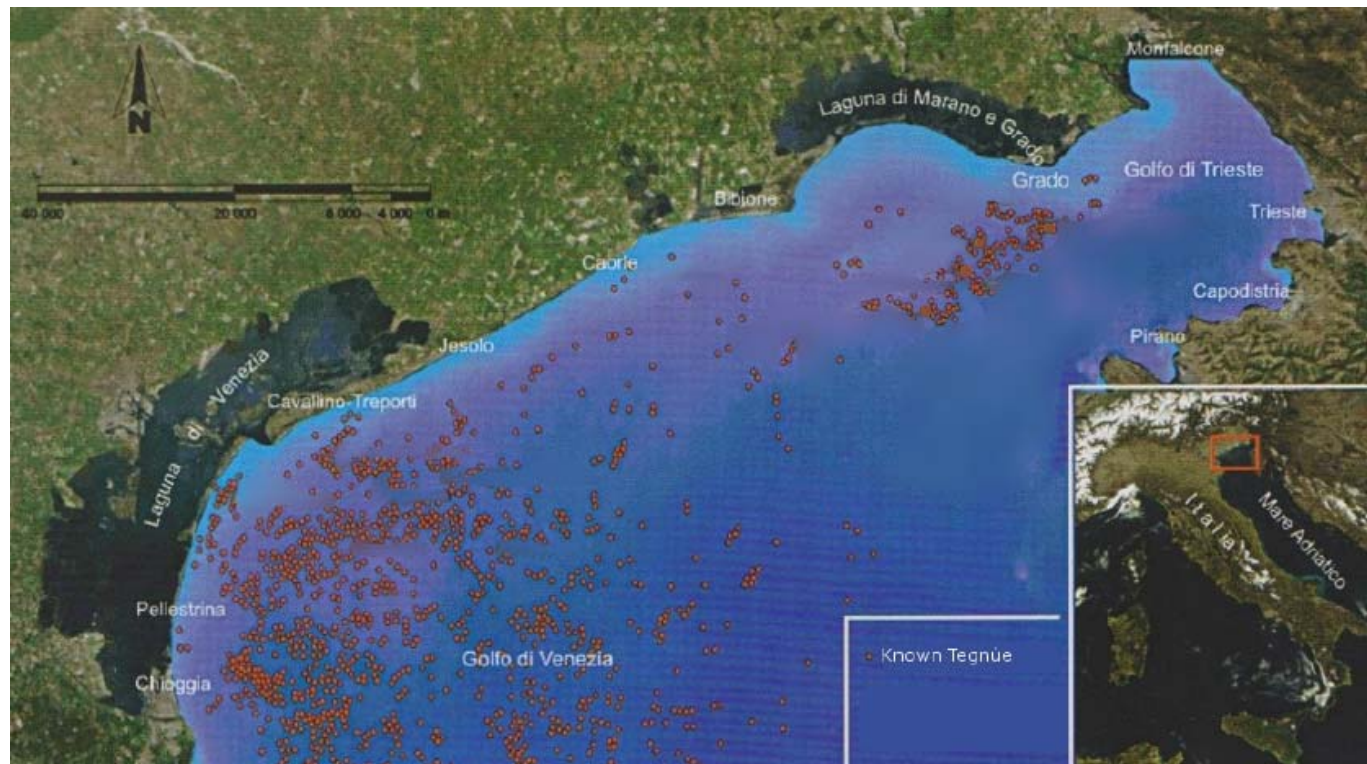 Monfalcone
Laguna di Marano e Grado
N
Golfo di Trieste
Grado
40 000 20 000 8 000 4 000 0 m
Bibione
Trieste
Caorle
Capodistria
Jesolo
Pirano
Laguna di Venezia
Cavallino-Treporti
Italia
Mare Adriatico
Pellestrina
Golfo di Venezia
Known Tegnùe
Chioggia